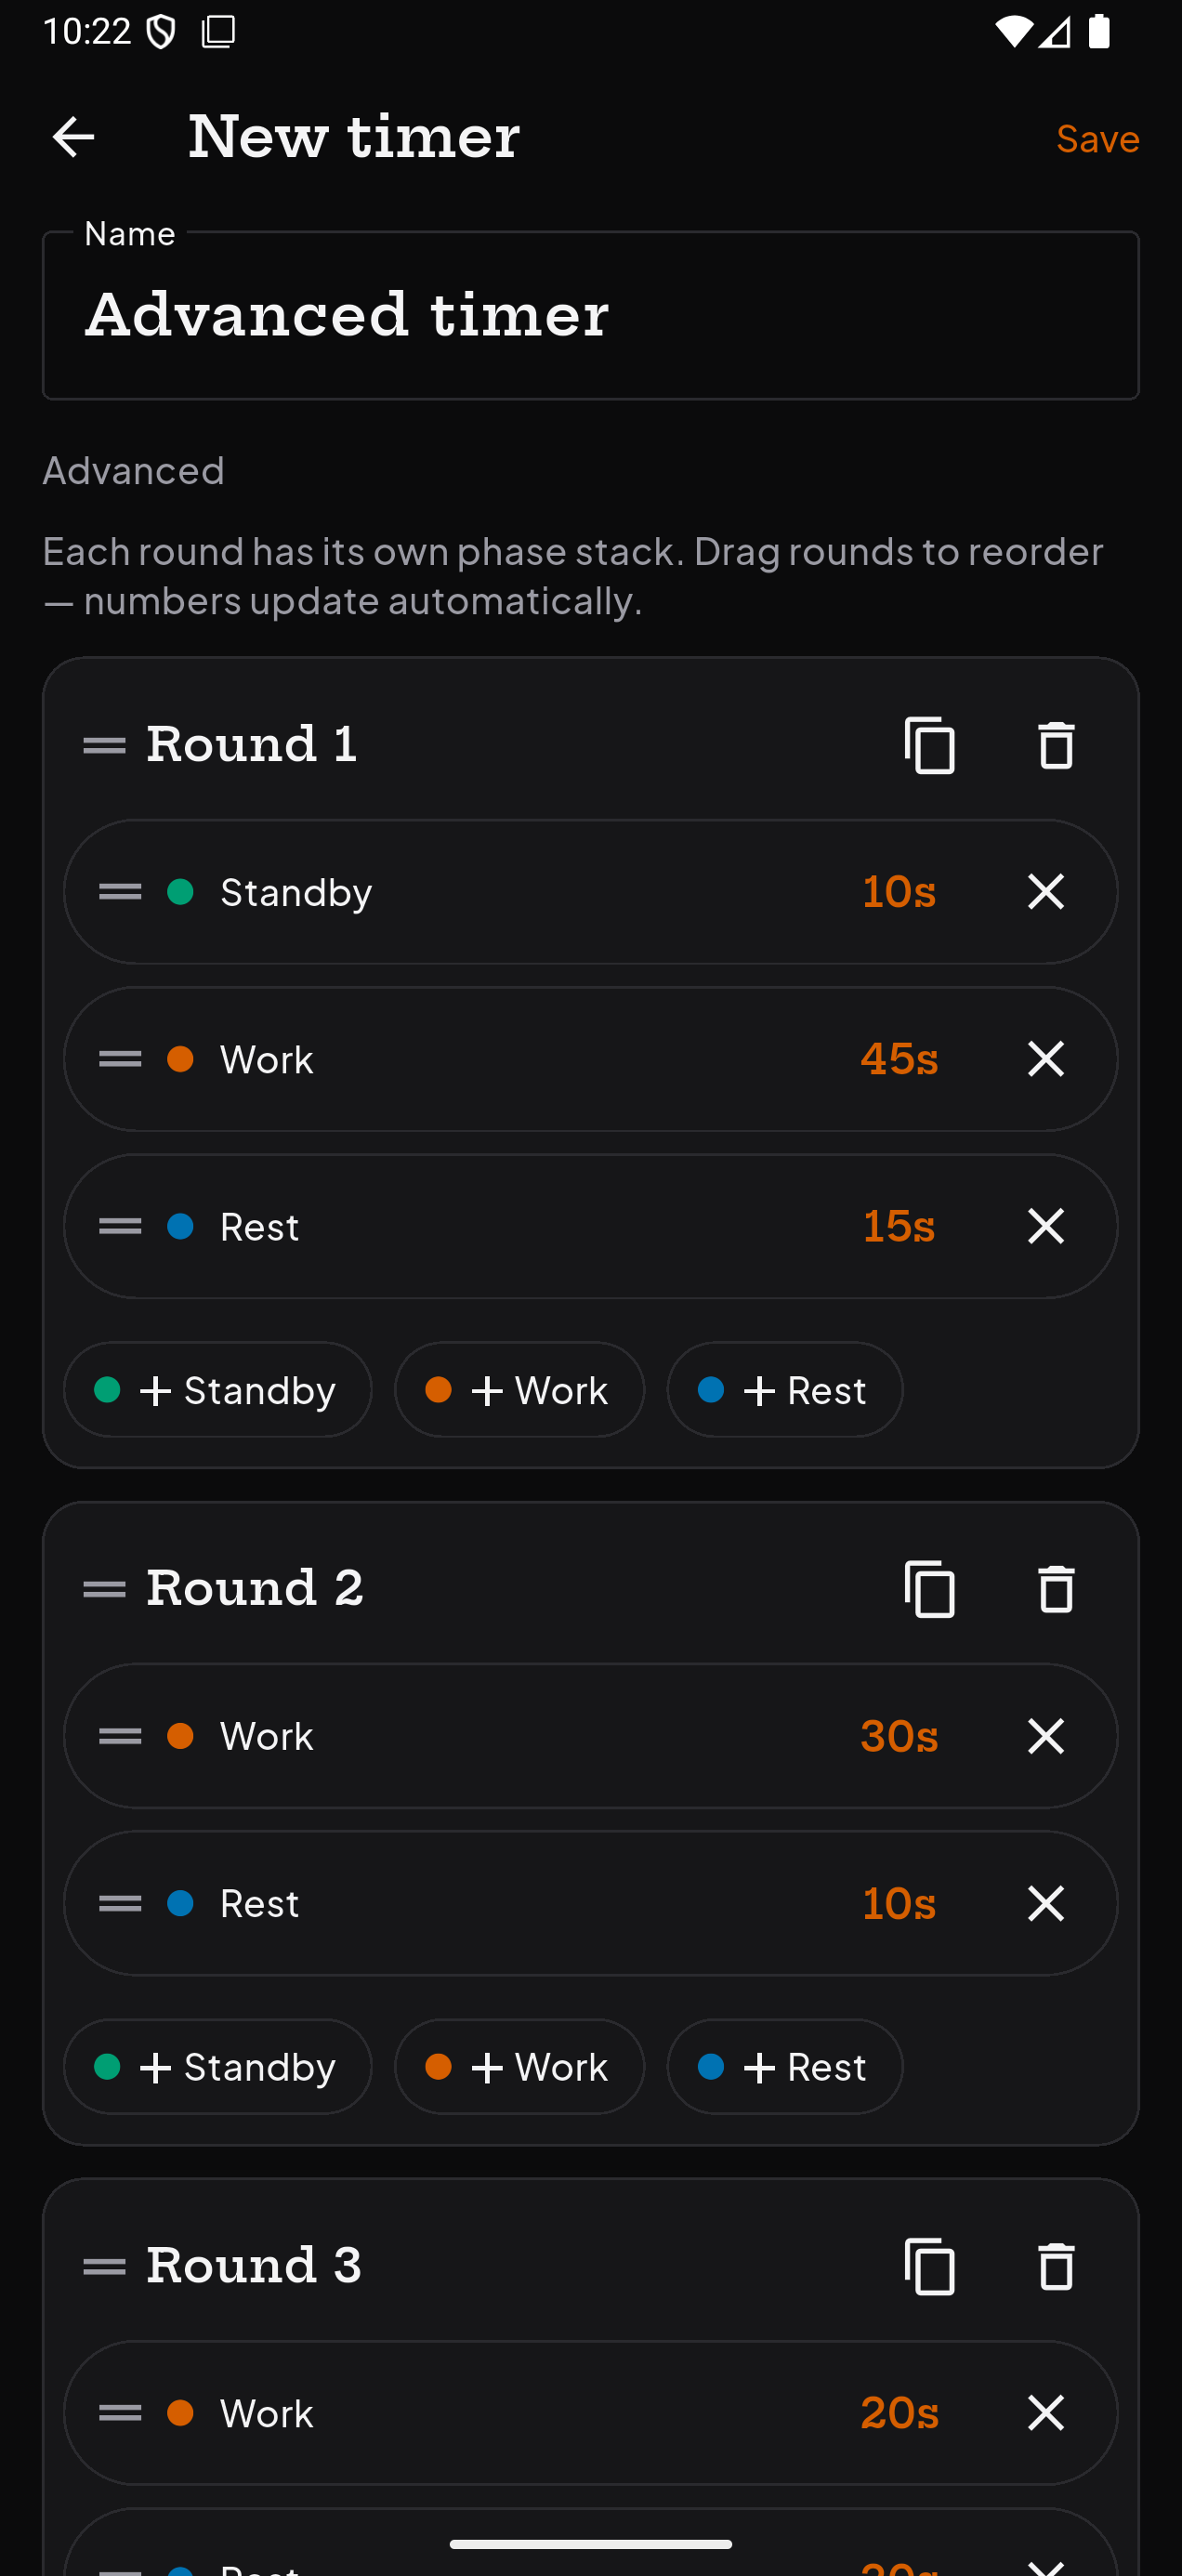 10:22
New timer
Save
Name
Advanced timer
Advanced
Each round has its own phase stack. Drag rounds to reorder
— numbers update automatically.
Round 1
Standby 10s
Work 45s
Rest 15s
+ Standby + Work + Rest
Round 2
Work 30s
Rest 10s
+ Standby + Work + Rest
Round 3
Work 20s
Rest